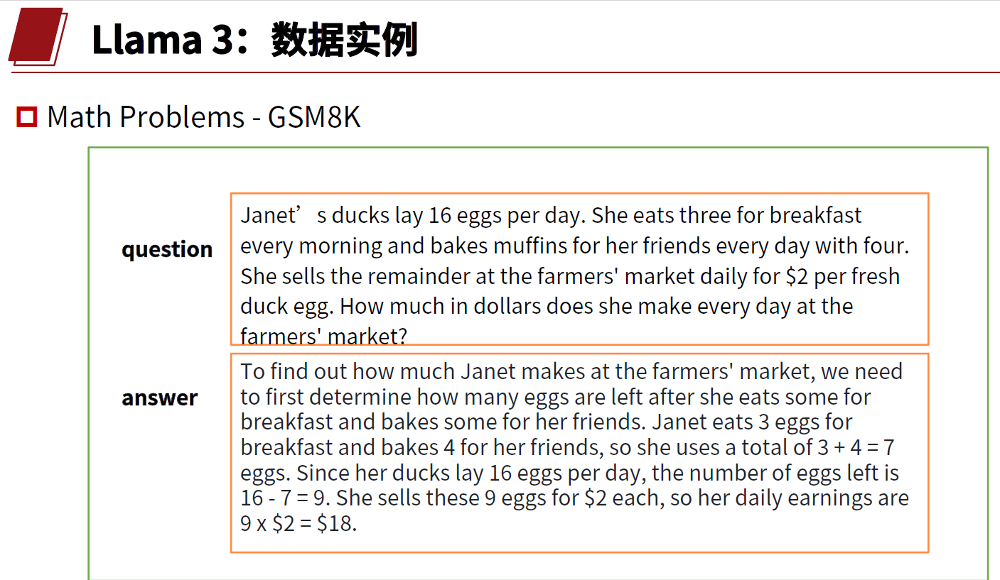 Llama 3：数据实例
Math Problems - GSM8K
question
Janet’s ducks lay 16 eggs per day. She eats three for breakfast
every morning and bakes muffins for her friends every day with four.
She sells the remainder at the farmers' market daily for $2 per fresh
duck egg. How much in dollars does she make every day at the
farmers' market?
answer
To find out how much Janet makes at the farmers' market, we need
to first determine how many eggs are left after she eats some for
breakfast and bakes some for her friends. Janet eats 3 eggs for
breakfast and bakes 4 for her friends, so she uses a total of 3 + 4 = 7
eggs. Since her ducks lay 16 eggs per day, the number of eggs left is
16 - 7 = 9. She sells these 9 eggs for $2 each, so her daily earnings are
9 x $2 = $18.